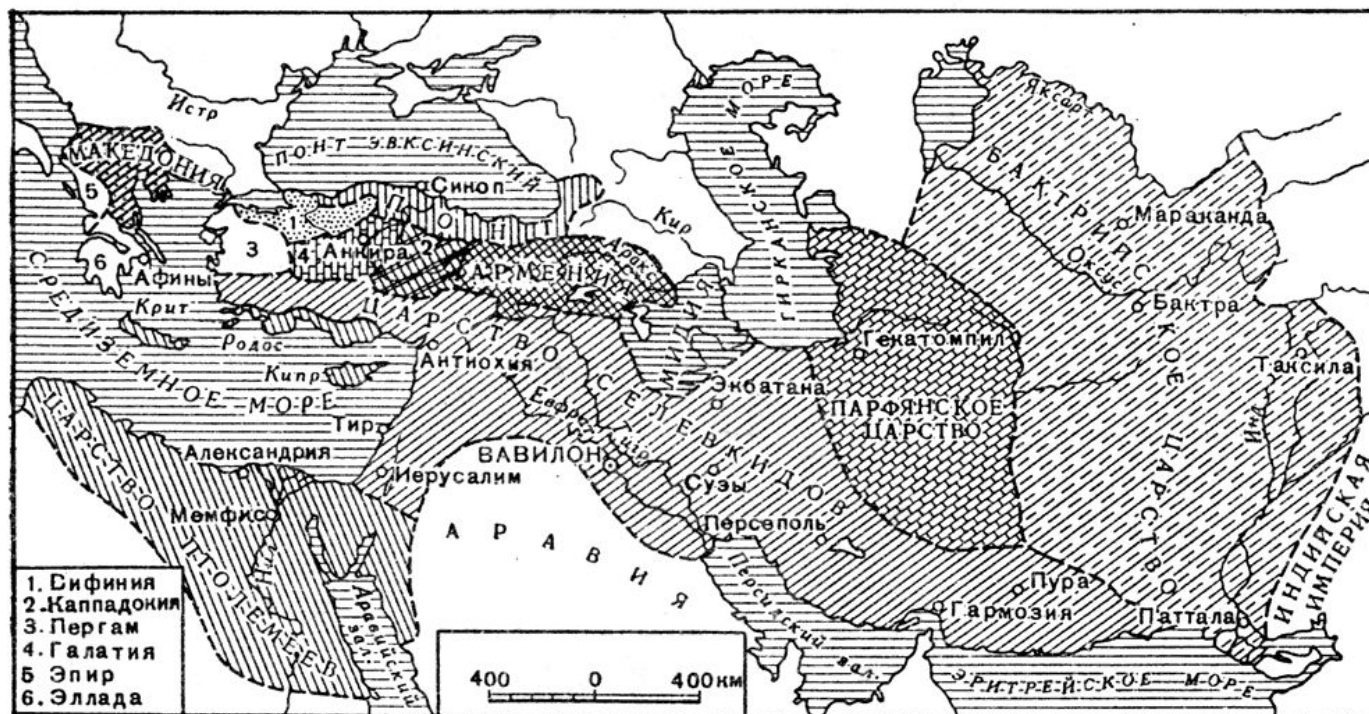 Истр
МАКЕДОНИЯ
5
6
Афины
СРЕДИЗЕМНОЕ МОРЕ
Крит
Родос
Кипр
ПОНТ ЭВКСИНСКИЙ
Синоп
ПОНТ
1
3
4
Анкира
2
АРМЕНИЯ
Аракс
Кир
ГИРКАНСКОЕ МОРЕ
МИДИЯ
ЦАРСТВО СЕЛЕВКИДОВ
Антиохия
Евфрат
Тигр
Тир
Иерусалим
ВАВИЛОН
Экбатана
Сузы
Персеполь
Александрия
Мемфис
Нил
ЦАРСТВО ПТОЛЕМЕЕВ
Аравийский
зал.
АРАВИЯ
Персидский зал.
Гекатомпил
ПАРФЯНСКОЕ
ЦАРСТВО
Яксарт
БАКТРИЙСКОЕ ЦАРСТВО
Мараканда
Оксус
Бактра
Таксила
Инд
ИНДИЙСКАЯ
ИМПЕРИЯ
Пура
Гармозия
Паттала
ЭРИТРЕЙСКОЕ МОРЕ
1. Сифиния
2. Каппадокия
3. Пергам
4. Галатия
5 Эпир
6. Эллада
400 0 400 км